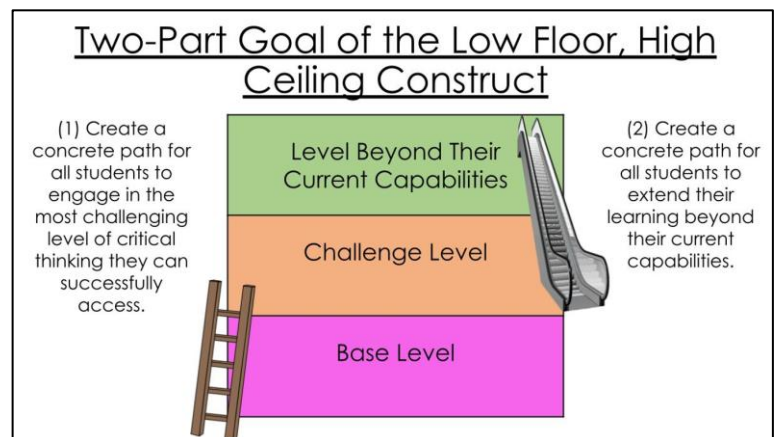 Two-Part Goal of the Low Floor, High
Ceiling Construct
(1) Create a
concrete path for
all students to
engage in the
most challenging
level of critical
thinking they can
successfully
access.
Level Beyond Their
Current Capabilities
Challenge Level
Base Level
(2) Create a
concrete path for
all students to
extend their
learning beyond
their current
capabilities.